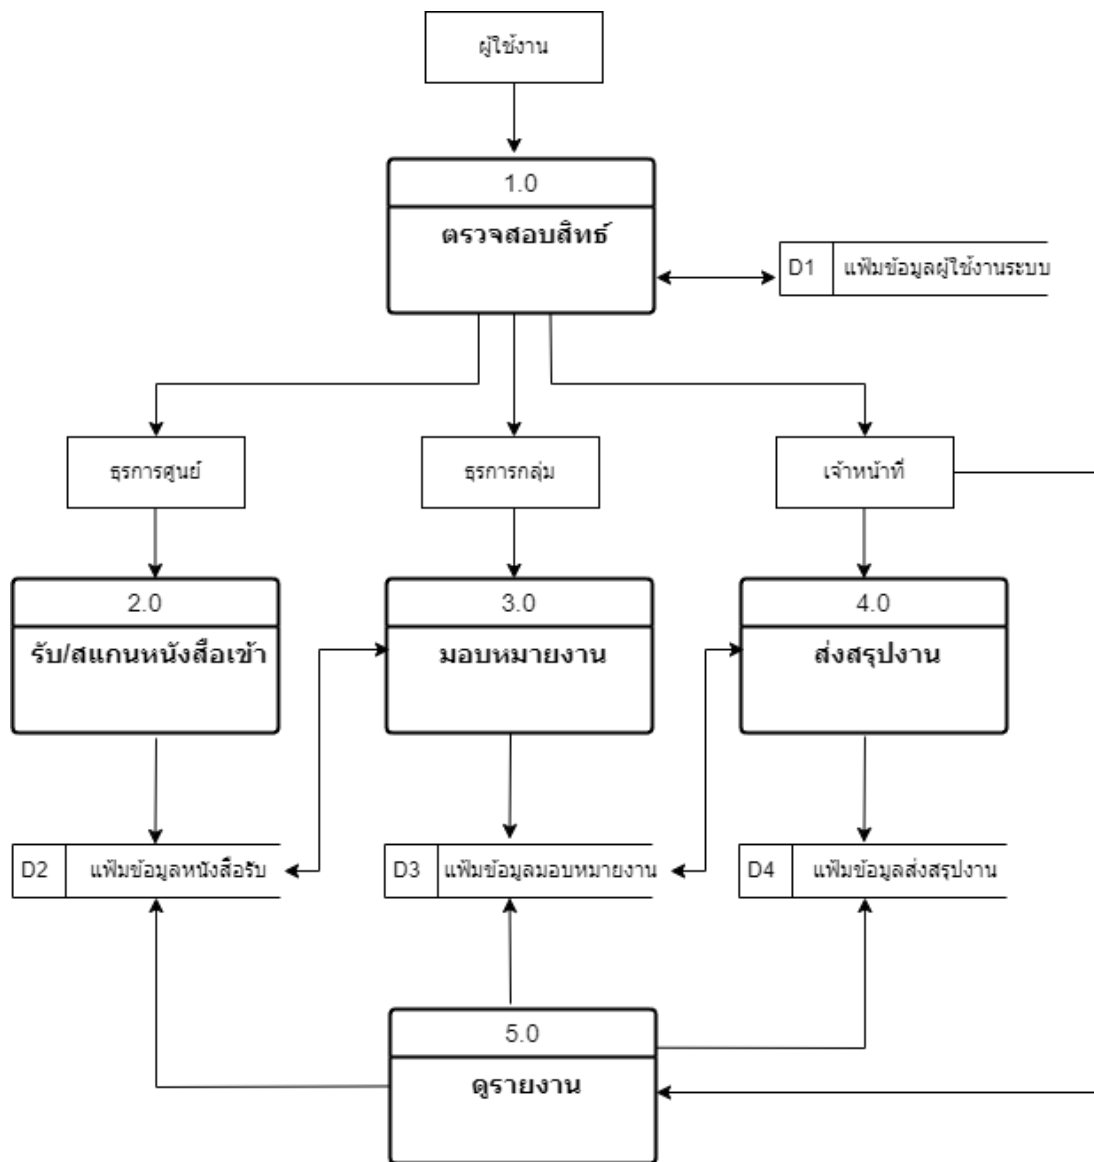 ผู้ใช้งาน
1.0
ตรวจสอบสิทธ์
D1 แฟ้มข้อมูลผู้ใช้งานระบบ
ธุรการศูนย์
ธุรการกลุ่ม
เจ้าหน้าที่
2.0
รับ/สแกนหนังสือเข้า
3.0
มอบหมายงาน
4.0
ส่งสรุปงาน
D2 แฟ้มข้อมูลหนังสือรับ
D3 แฟ้มข้อมูลมอบหมายงาน
D4 แฟ้มข้อมูลส่งสรุปงาน
5.0
ดูรายงาน